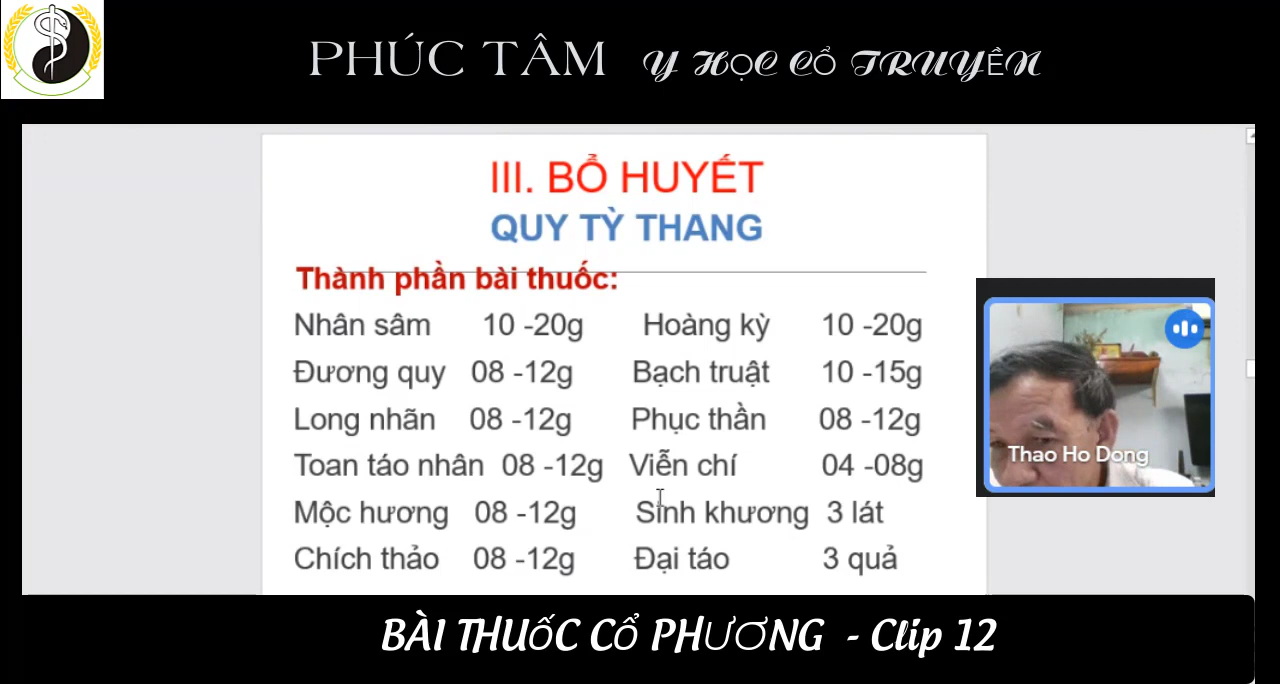 PHÚC TÂM Y HỌC CỔ TRUYỀN
III. BỔ HUYẾT
QUY TỲ THANG
Thành phần bài thuốc:
Nhân sâm 10 -20g Hoàng kỳ 10 -20g
Đương quy 08 -12g Bạch truật 10 -15g
Long nhãn 08 -12g Phục thần 08 -12g
Toan táo nhân 08 -12g Viễn chí 04 -08g
Mộc hương 08 -12g Sinh khương 3 lát
Chích thảo 08 -12g Đại táo 3 quả
Thao Ho Dong
BÀI THUỐC CỔ PHƯƠNG - Clip 12